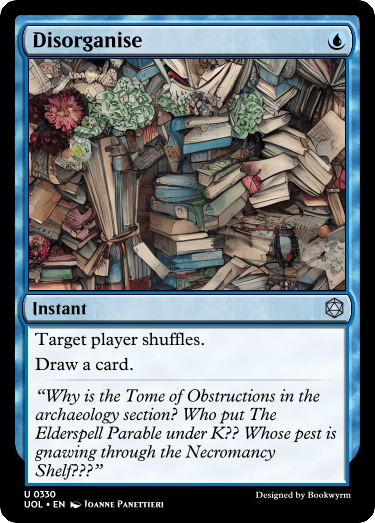 Disorganise
Instant
Target player shuffles.
Draw a card.
“Why is the Tome of Obstructions in the
archaeology section? Who put The
Elderspell Parable under K?? Whose pest is
gnawing through the Necromancy
Shelf???”
U 0330
UOL • EN Joanne Panettieri
Designed by Bookwyrm